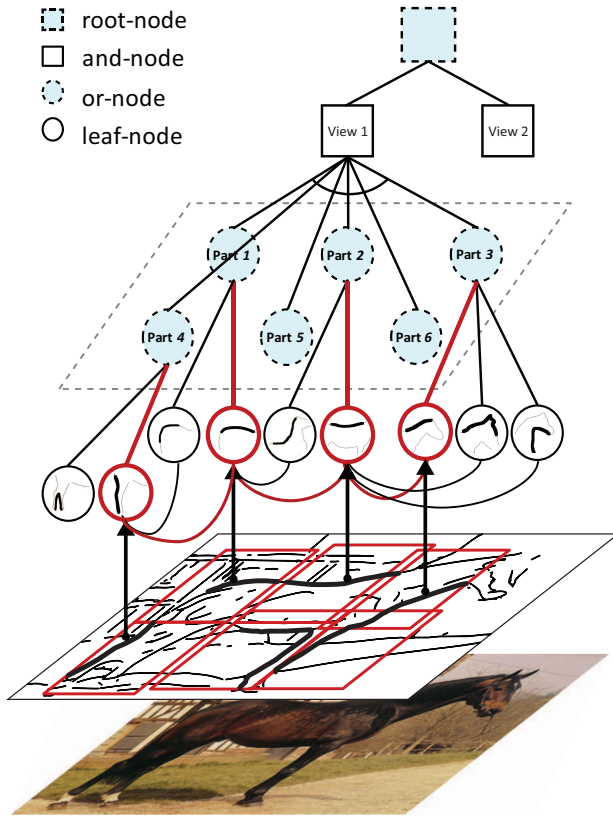 root-node
and-node
or-node
leaf-node
View 1
View 2
Part 1
Part 2
Part 3
Part 4
Part 5
Part 6